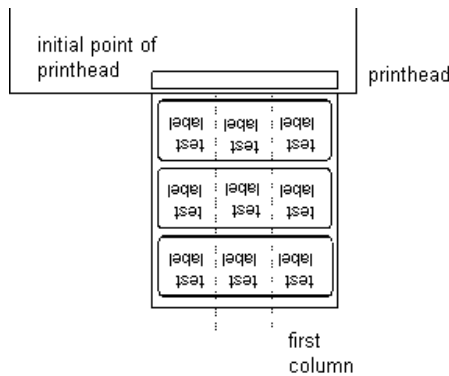 initial point of
printhead
printhead
test test test
label label label
test test test
label label label
test test test
label label label
first
column